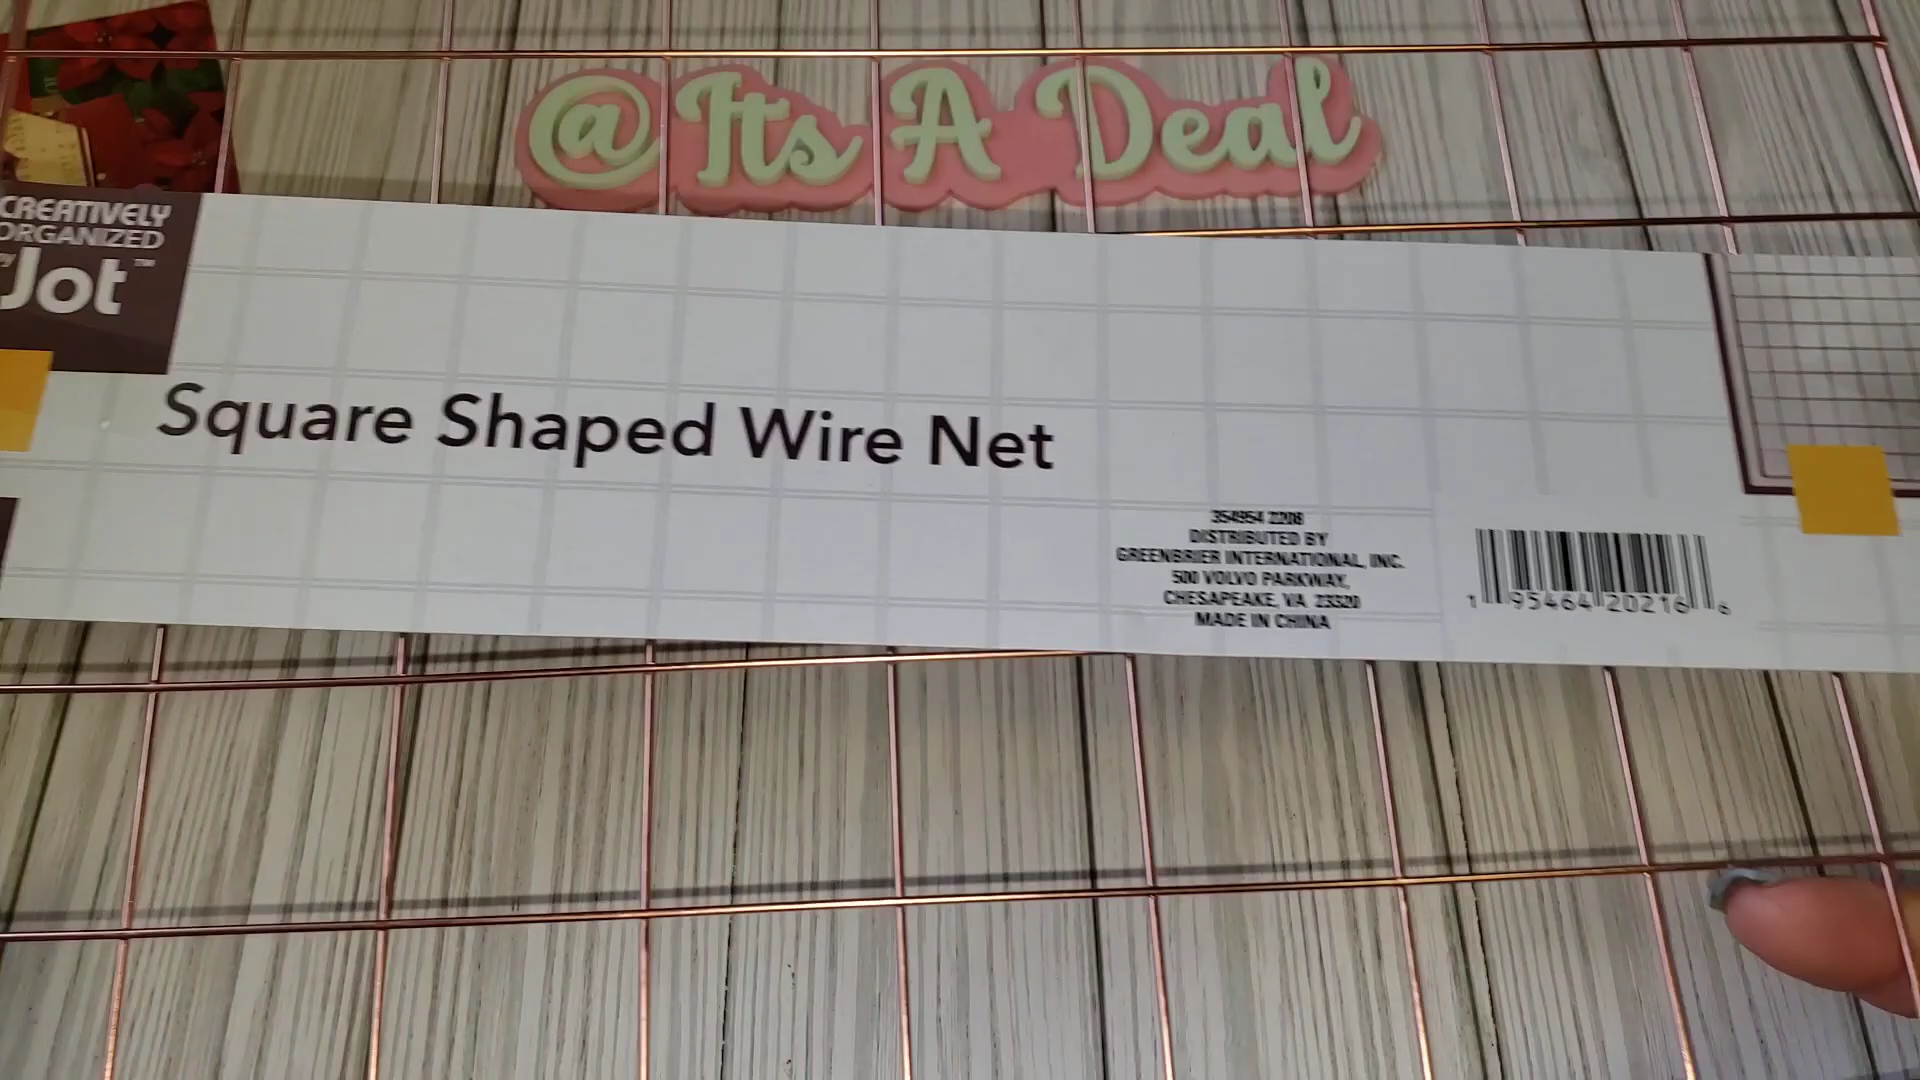 @Its A Deal
CREATIVELY
ORGANIZED
Jot™
Square Shaped Wire Net
354954 2208
DISTRIBUTED BY
GREENBRIER INTERNATIONAL, INC.
500 VOLVO PARKWAY,
CHESAPEAKE, VA 23320
MADE IN CHINA
1 95464 20216 6